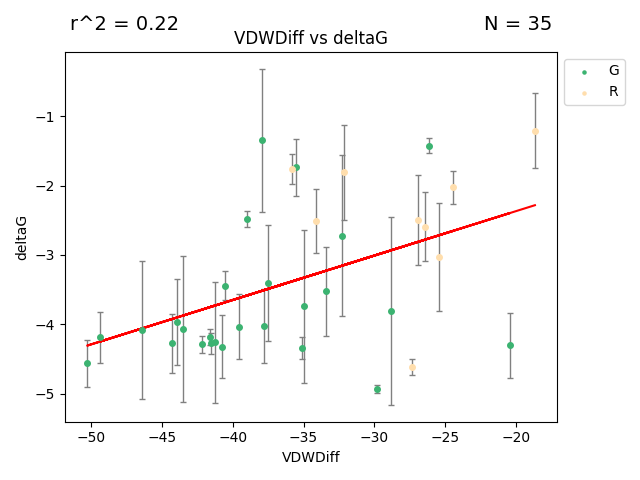 r^2 = 0.22
N = 35
VDWDiff vs deltaG
G
R
−1
−2
−3
−4
−5
deltaG
−50
−45
−40
−35
−30
−25
−20
VDWDiff